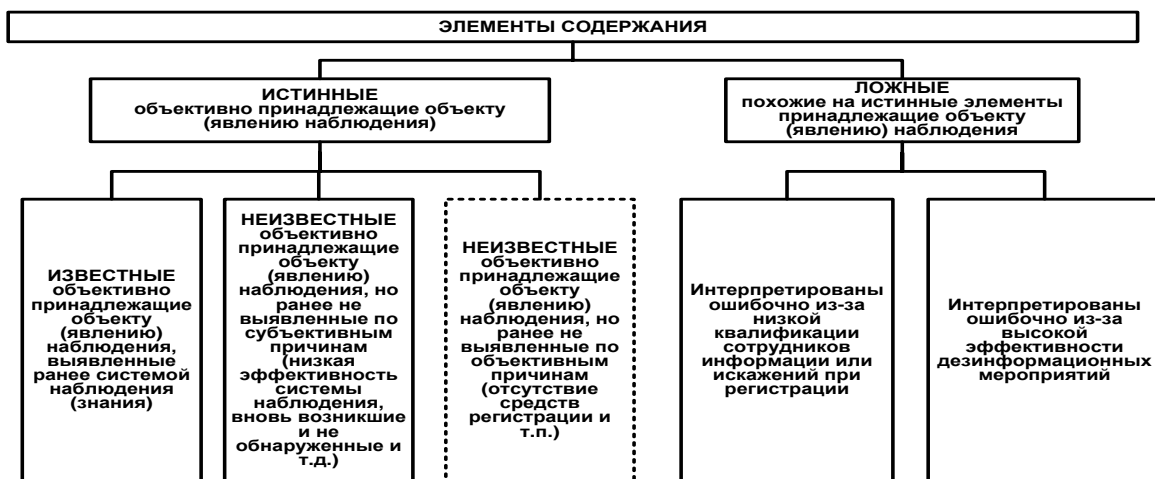 ЭЛЕМЕНТЫ СОДЕРЖАНИЯ
ИСТИННЫЕ
объективно принадлежащие объекту
(явлению наблюдения)
ЛОЖНЫЕ
похожие на истинные элементы
принадлежащие объекту
(явлению) наблюдения
ИЗВЕСТНЫЕ
объективно
принадлежащие
объекту
(явлению)
наблюдения,
выявленные
ранее системой
наблюдения
(знания)
НЕИЗВЕСТНЫЕ
объективно
принадлежащие
объекту
(явлению)
наблюдения, но
ранее не
выявленные по
субъективным
причинам
(низкая
эффективность
системы
наблюдения,
вновь возникшие
и не
обнаруженные и
т.д.)
НЕИЗВЕСТНЫЕ
объективно
принадлежащие
объекту
(явлению)
наблюдения, но
ранее не
выявленные по
объективным
причинам
(отсутствие
средств
регистрации и
т.п.)
Интерпретированы
ошибочно из-за
низкой
квалификации
сотрудников
информации или
искажений при
регистрации
Интерпретированы
ошибочно из-за
высокой
эффективности
дезинформационных
мероприятий